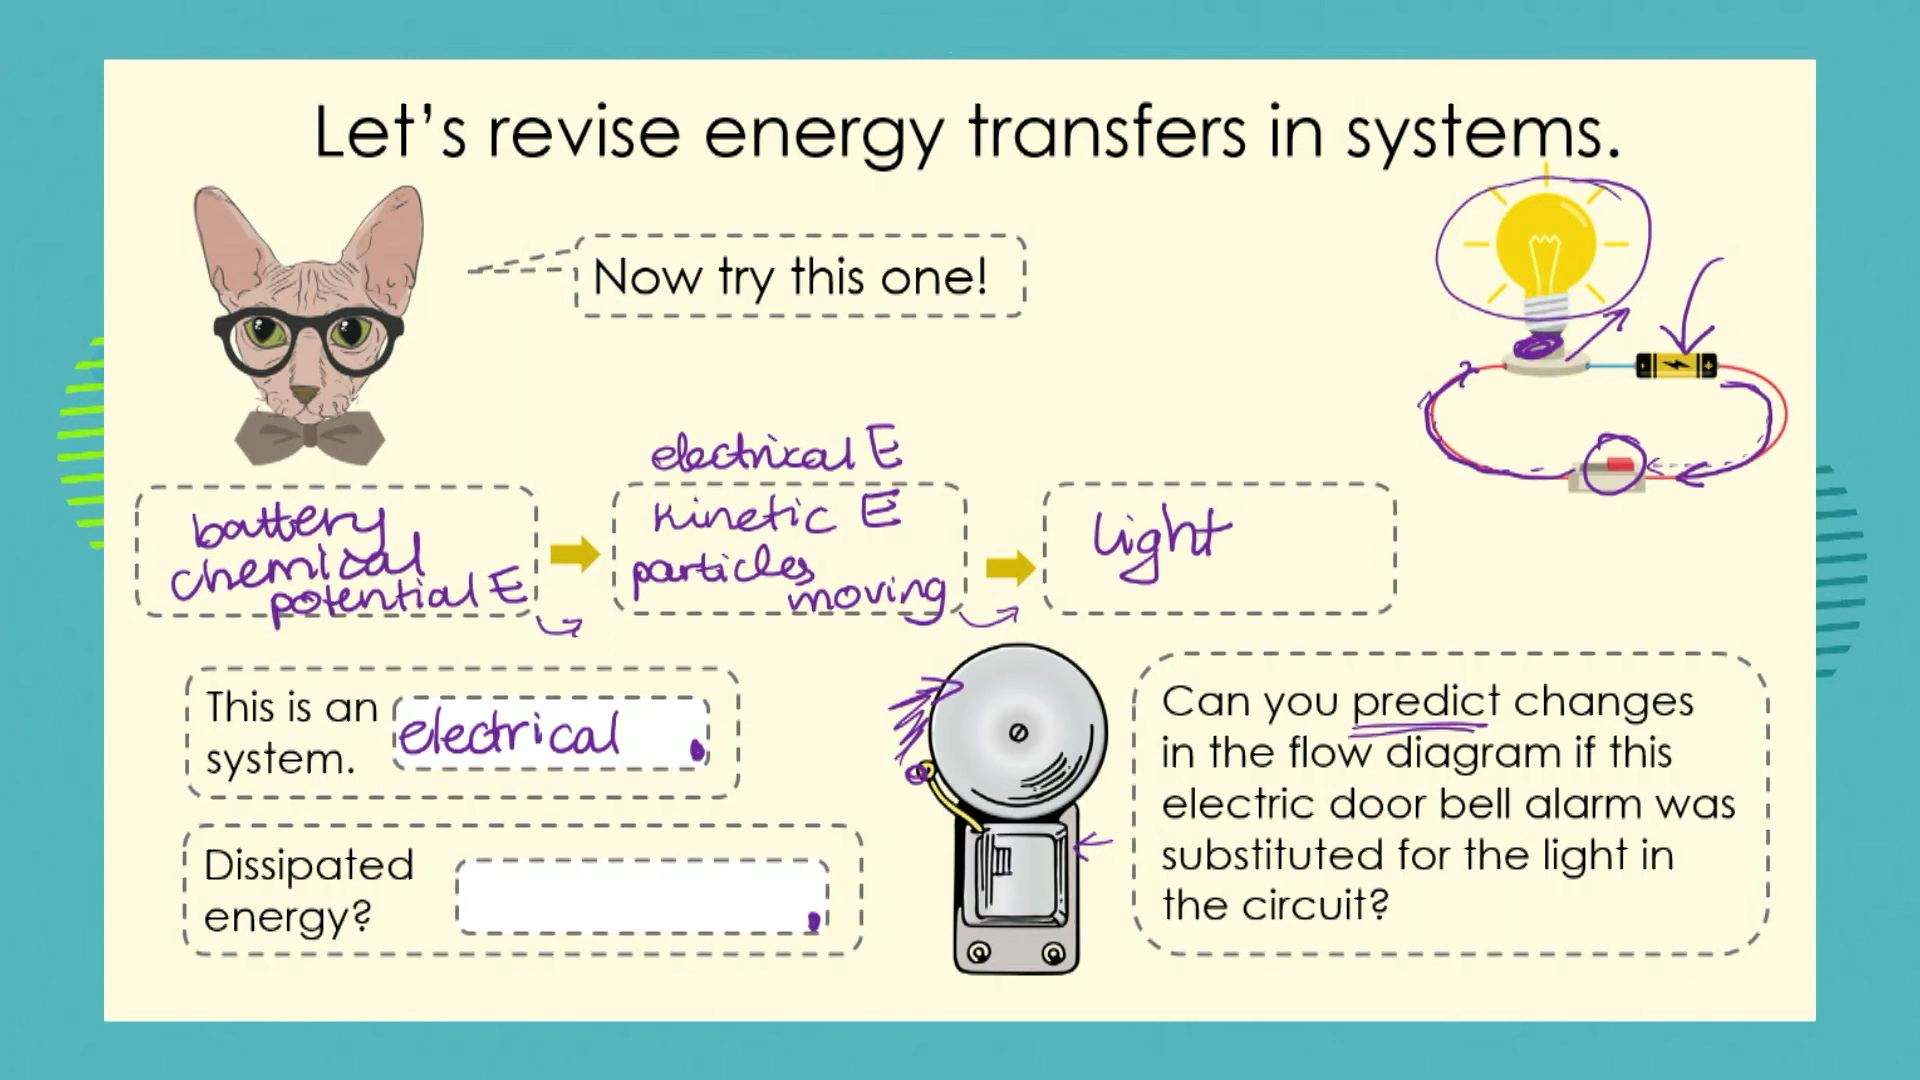 Let's revise energy transfers in systems.
Now try this one!
electrical E
battery
chemical
potential E
kinetic E
particles
moving
light
This is an
electrical
system.
Dissipated
energy?
Can you predict changes
in the flow diagram if this
electric door bell alarm was
substituted for the light in
the circuit?